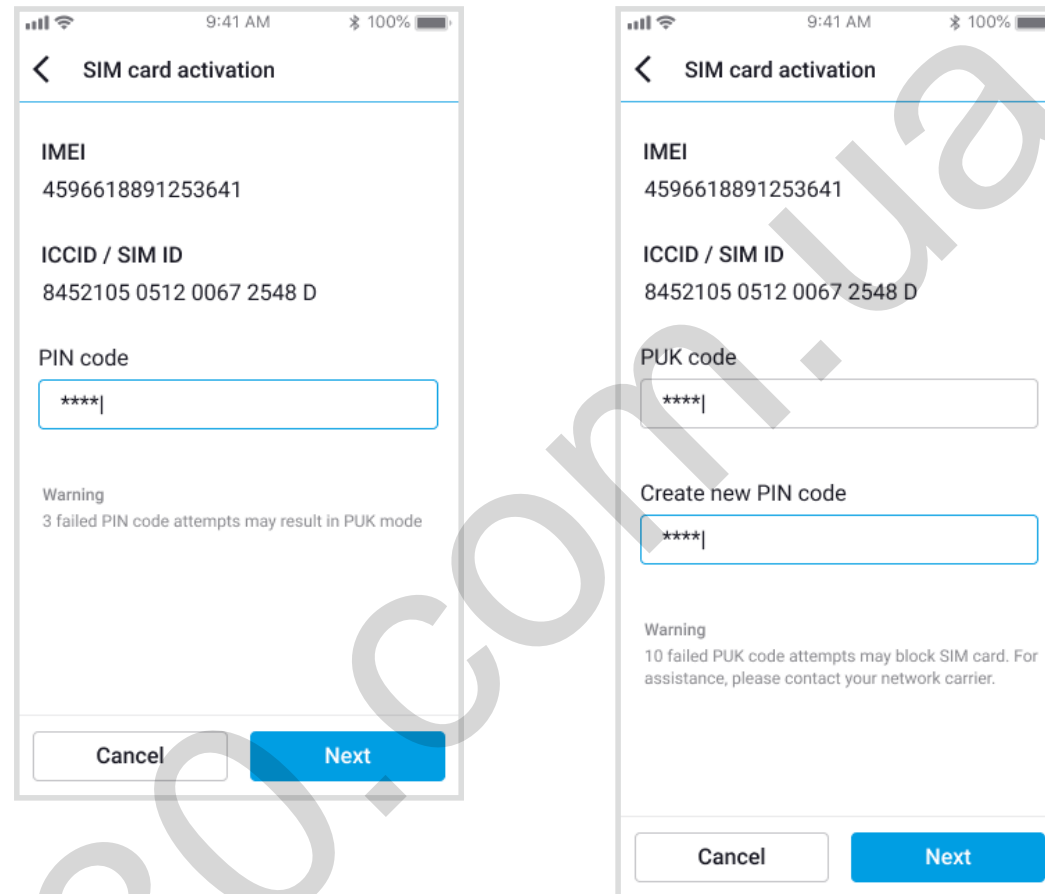 9:41 AM 100%
SIM card activation
IMEI
4596618891253641
ICCID / SIM ID
8452105 0512 0067 2548 D
PIN code
****|
Warning
3 failed PIN code attempts may result in PUK mode
Cancel Next
9:41 AM 100%
SIM card activation
IMEI
4596618891253641
ICCID / SIM ID
8452105 0512 0067 2548 D
PUK code
****|
Create new PIN code
****|
Warning
10 failed PUK code attempts may block SIM card. For
assistance, please contact your network carrier.
Cancel Next
0.com.ua